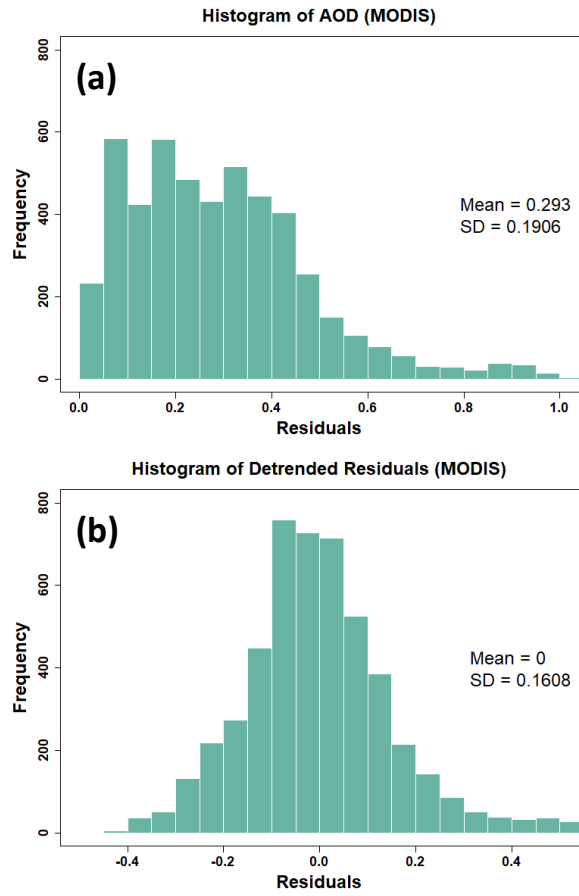 Histogram of AOD (MODIS)
(a)
800
600
400
200
0
Frequency
Mean = 0.293
SD = 0.1906
0.0 0.2 0.4 0.6 0.8 1.0
Residuals
Histogram of Detrended Residuals (MODIS)
(b)
800
600
400
200
0
Frequency
Mean = 0
SD = 0.1608
-0.4 -0.2 0.0 0.2 0.4
Residuals